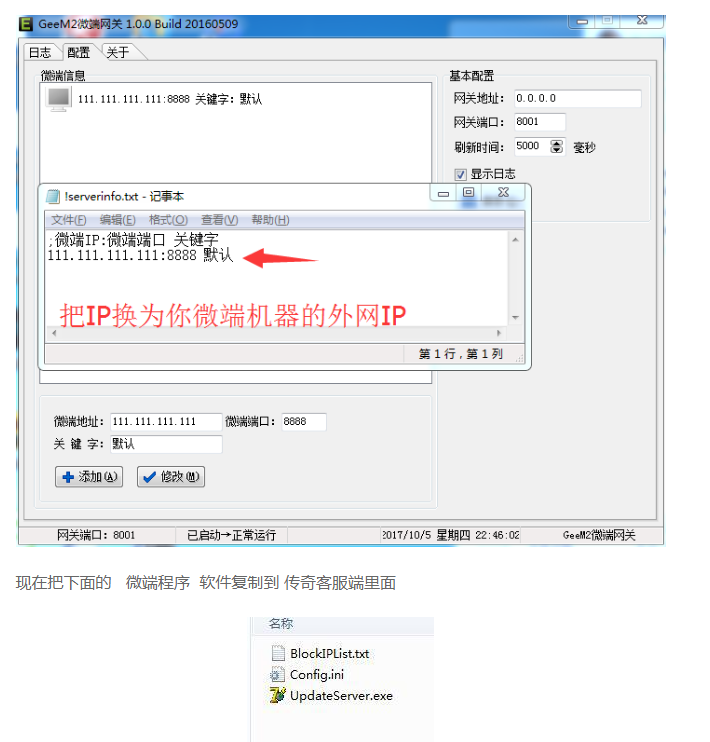 GeeM2微端网关 1.0.0 Build 20160509
日志 配置 关于
微端信息
111.111.111.111:8888 关键字: 默认
基本配置
网关地址: 0.0.0.0
网关端口: 8001
刷新时间: 5000 毫秒
显示日志
!serverinfo.txt - 记事本
文件(F) 编辑(E) 格式(O) 查看(V) 帮助(H)
;微端IP:微端端口 关键字
111.111.111.111:8888 默认
把IP换为你微端机器的外网IP
第 1 行，第 1 列
微端地址: 111.111.111.111 微端端口: 8888
关 键 字: 默认
添加(A) 修改(M)
网关端口: 8001 已启动→正常运行 2017/10/5 星期四 22:46:02 GeeM2微端网关
现在把下面的 微端程序 软件复制到 传奇客服端里面
名称
BlockIPList.txt
Config.ini
UpdateServer.exe